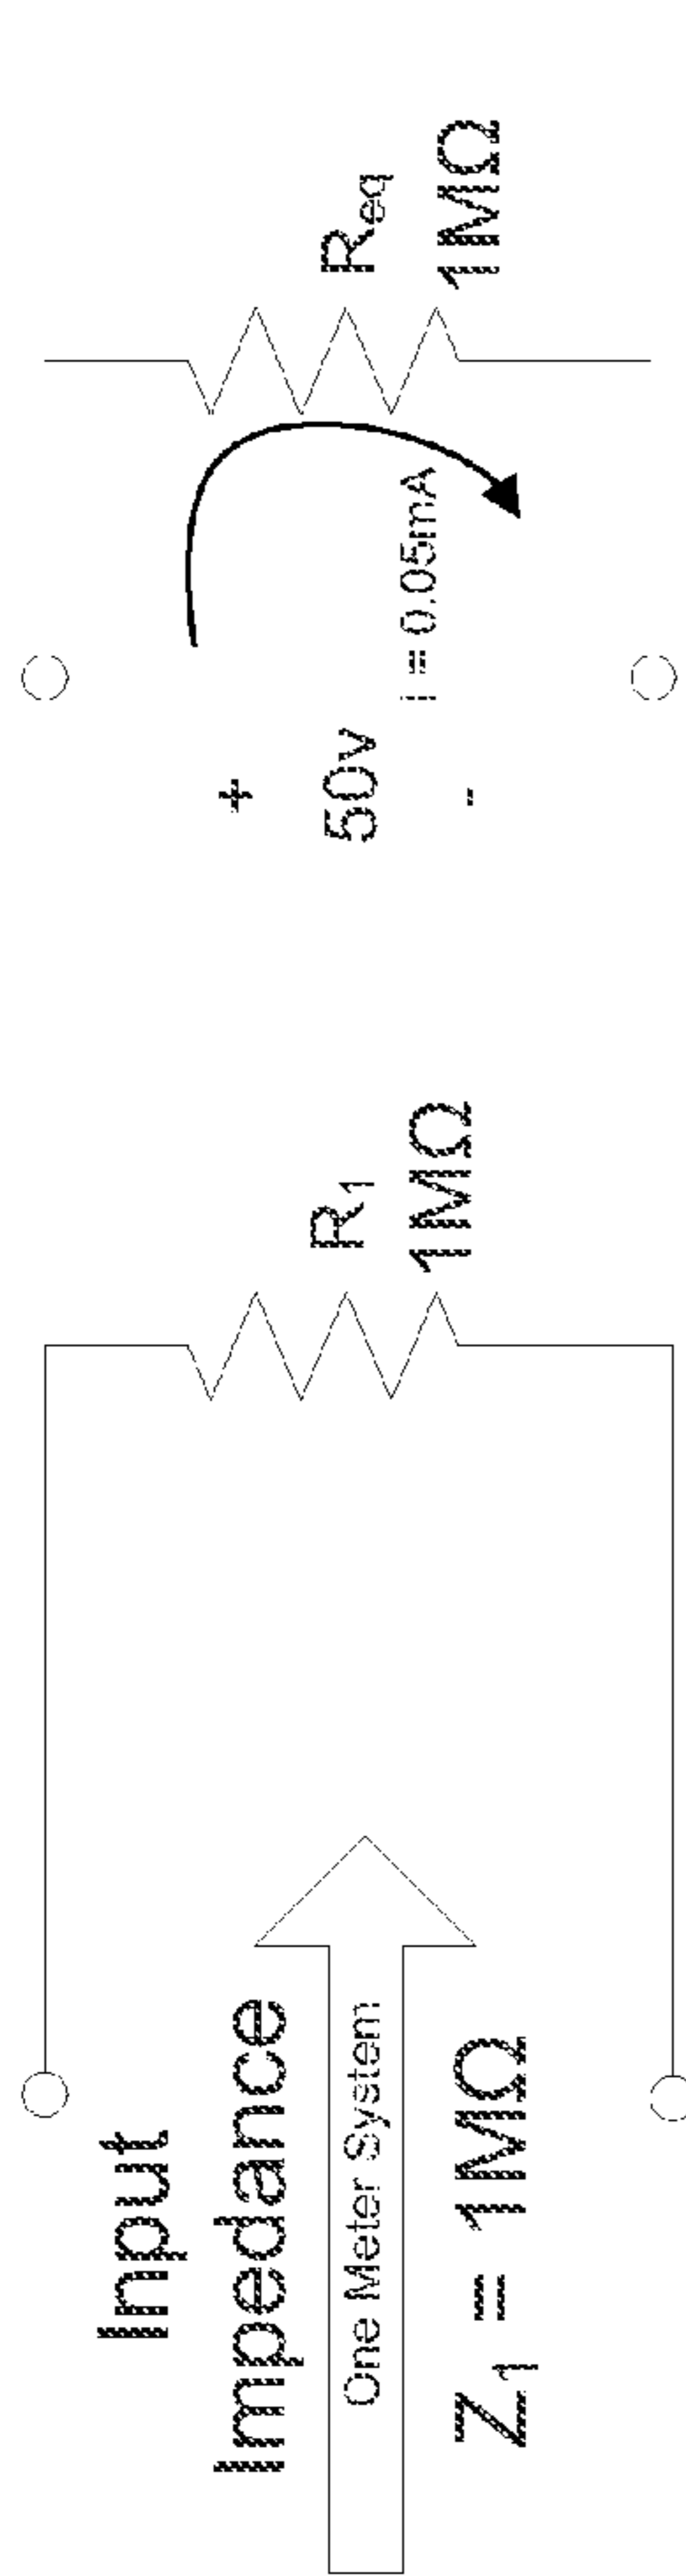 Input
Impedance
One Meter System
Z₁ = 1MΩ
R₁
1MΩ
+
50v
-
i = 0.05mA
Rₑq
1MΩ